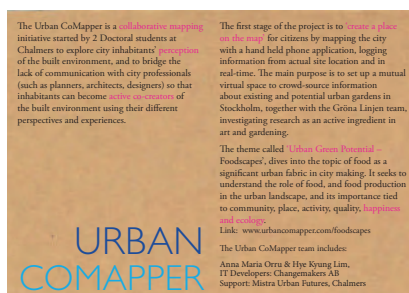 The Urban CoMapper is a collaborative mapping
initiative started by 2 Doctoral students at
Chalmers to explore city inhabitants' perception
of the built environment, and to bridge the
lack of communication with city professionals
(such as planners, architects, designers) so that
inhabitants can become active co-creators of
the built environment using their different
perspectives and experiences.
URBAN
COMAPPER
The first stage of the project is to 'create a place
on the map' for citizens by mapping the city
with a hand held phone application, logging
information from actual site location and in
real-time. The main purpose is to set up a mutual
virtual space to crowd-source information
about existing and potential urban gardens in
Stockholm, together with the Gröna Linjen team,
investigating research as an active ingredient in
art and gardening.
The theme called 'Urban Green Potential –
Foodscapes', dives into the topic of food as a
significant urban fabric in city making. It seeks to
understand the role of food, and food production
in the urban landscape, and its importance tied
to community, place, activity, quality, happiness
and ecology.
Link: www.urbancomapper.com/foodscapes
The Urban CoMapper team includes:
Anna Maria Orru & Hye Kyung Lim,
IT Developers: Changemakers AB
Support: Mistra Urban Futures, Chalmers